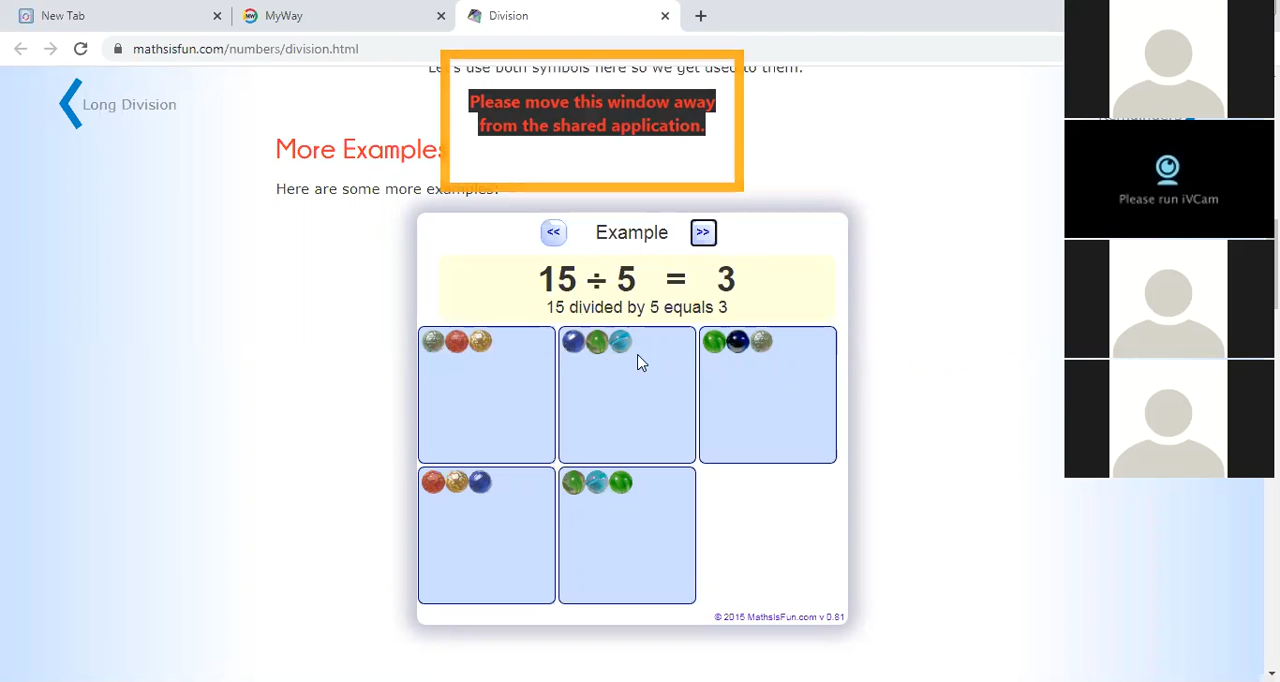 New Tab
MyWay
Division
mathsisfun.com/numbers/division.html
Let's use both symbols here so we get used to them.
Long Division
Please move this window away
from the shared application.
More Examples
Here are some more examples:
Please run iVCam
<< Example >>
15 ÷ 5 = 3
15 divided by 5 equals 3
© 2015 MathsIsFun.com v 0.81